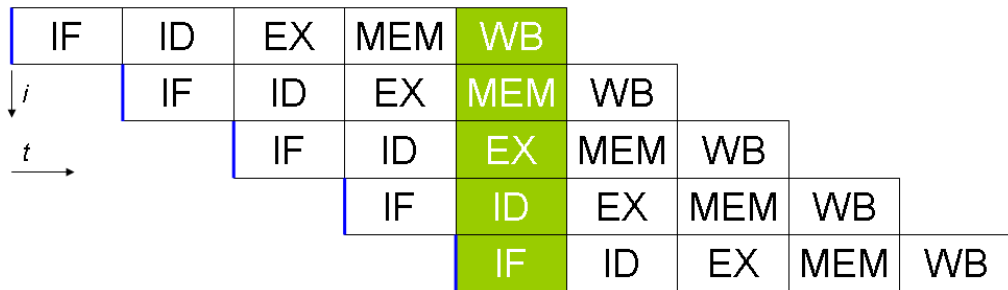 IF ID EX MEM WB
i IF ID EX MEM WB
t IF ID EX MEM WB
IF ID EX MEM WB
IF ID EX MEM WB